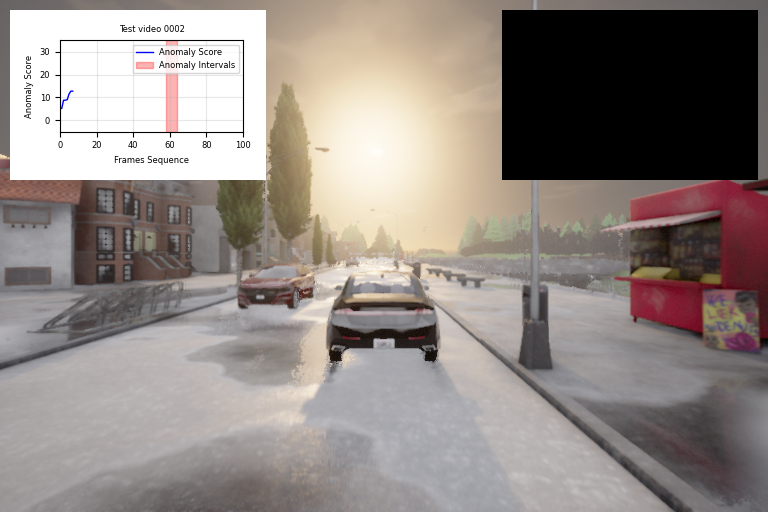 Test video 0002
Anomaly Score
30
20
10
0
Anomaly Score
Anomaly Intervals
0 20 40 60 80 100
Frames Sequence